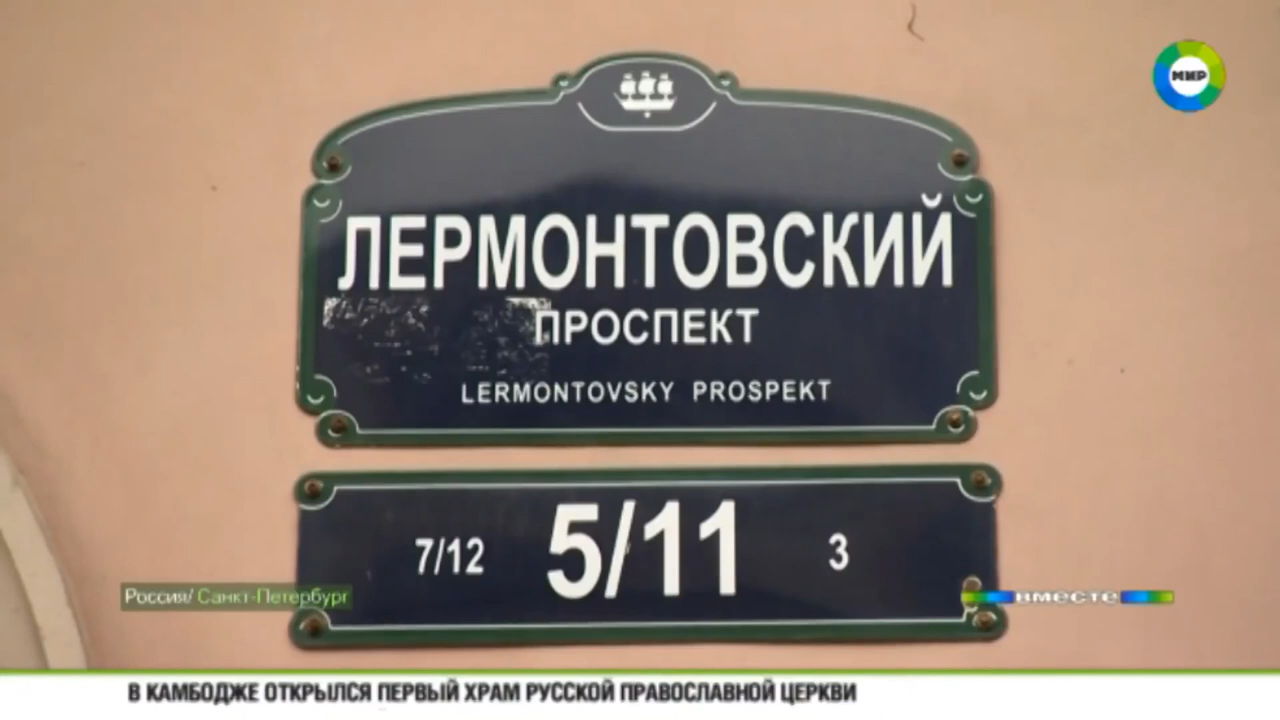 МИР
ЛЕРМОНТОВСКИЙ
ПРОСПЕКТ
LERMONTOVSKY PROSPEKT
7/12 5/11 3
Россия/ Санкт-Петербург
вместе
В КАМБОДЖЕ ОТКРЫЛСЯ ПЕРВЫЙ ХРАМ РУССКОЙ ПРАВОСЛАВНОЙ ЦЕРКВИ